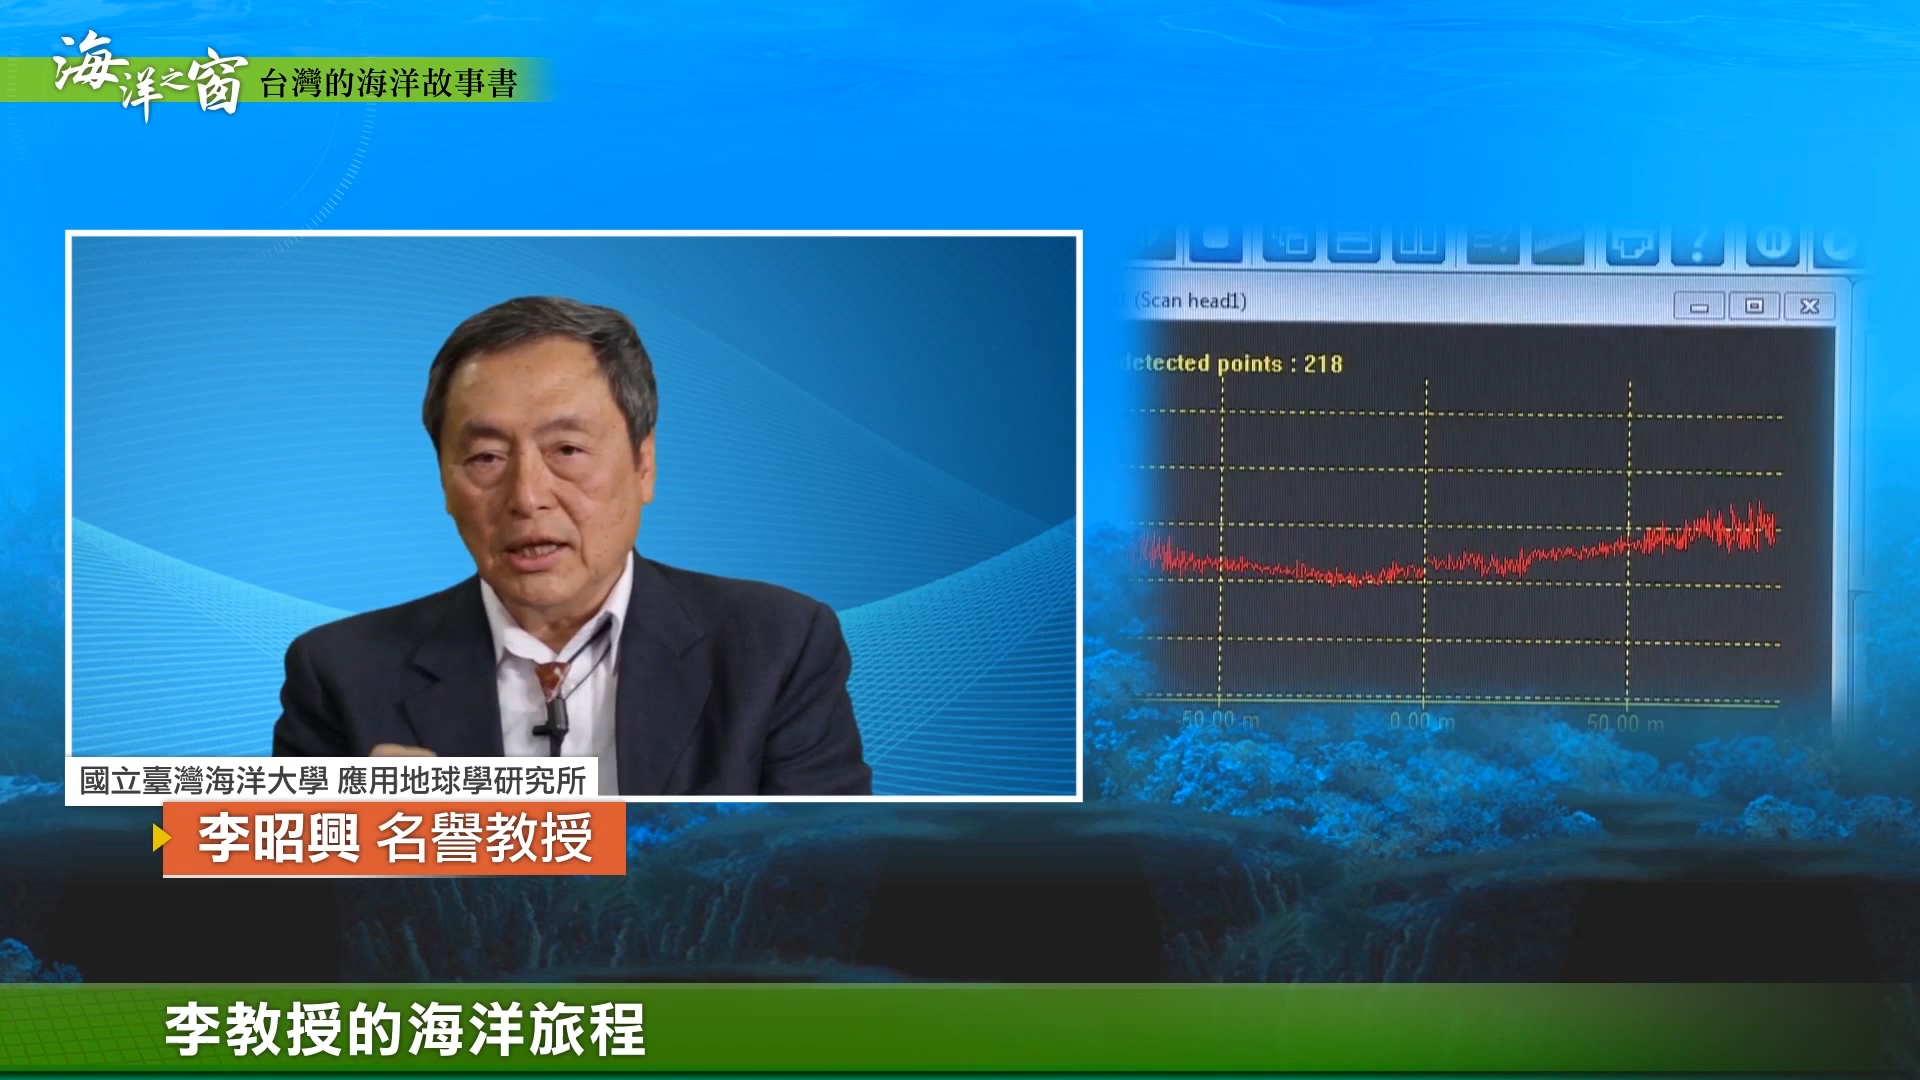 海洋之窗 台灣的海洋故事書
(Scan head1)
detected points : 218
50.00 m 0.00 m 50.00 m
國立臺灣海洋大學 應用地球學研究所
李昭興 名譽教授
李教授的海洋旅程